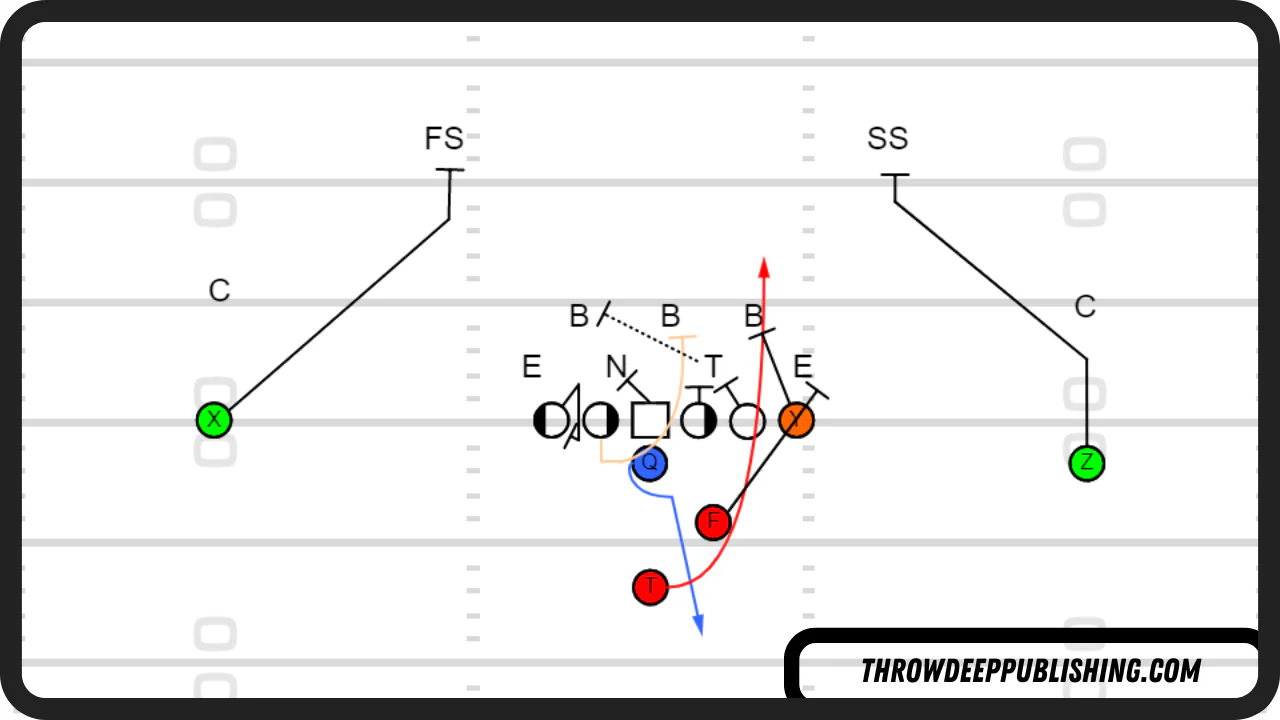 FS SS
C C
B B B
E N T E
X Y
Q Z
F
T
THROWDEEPPUBLISHING.COM